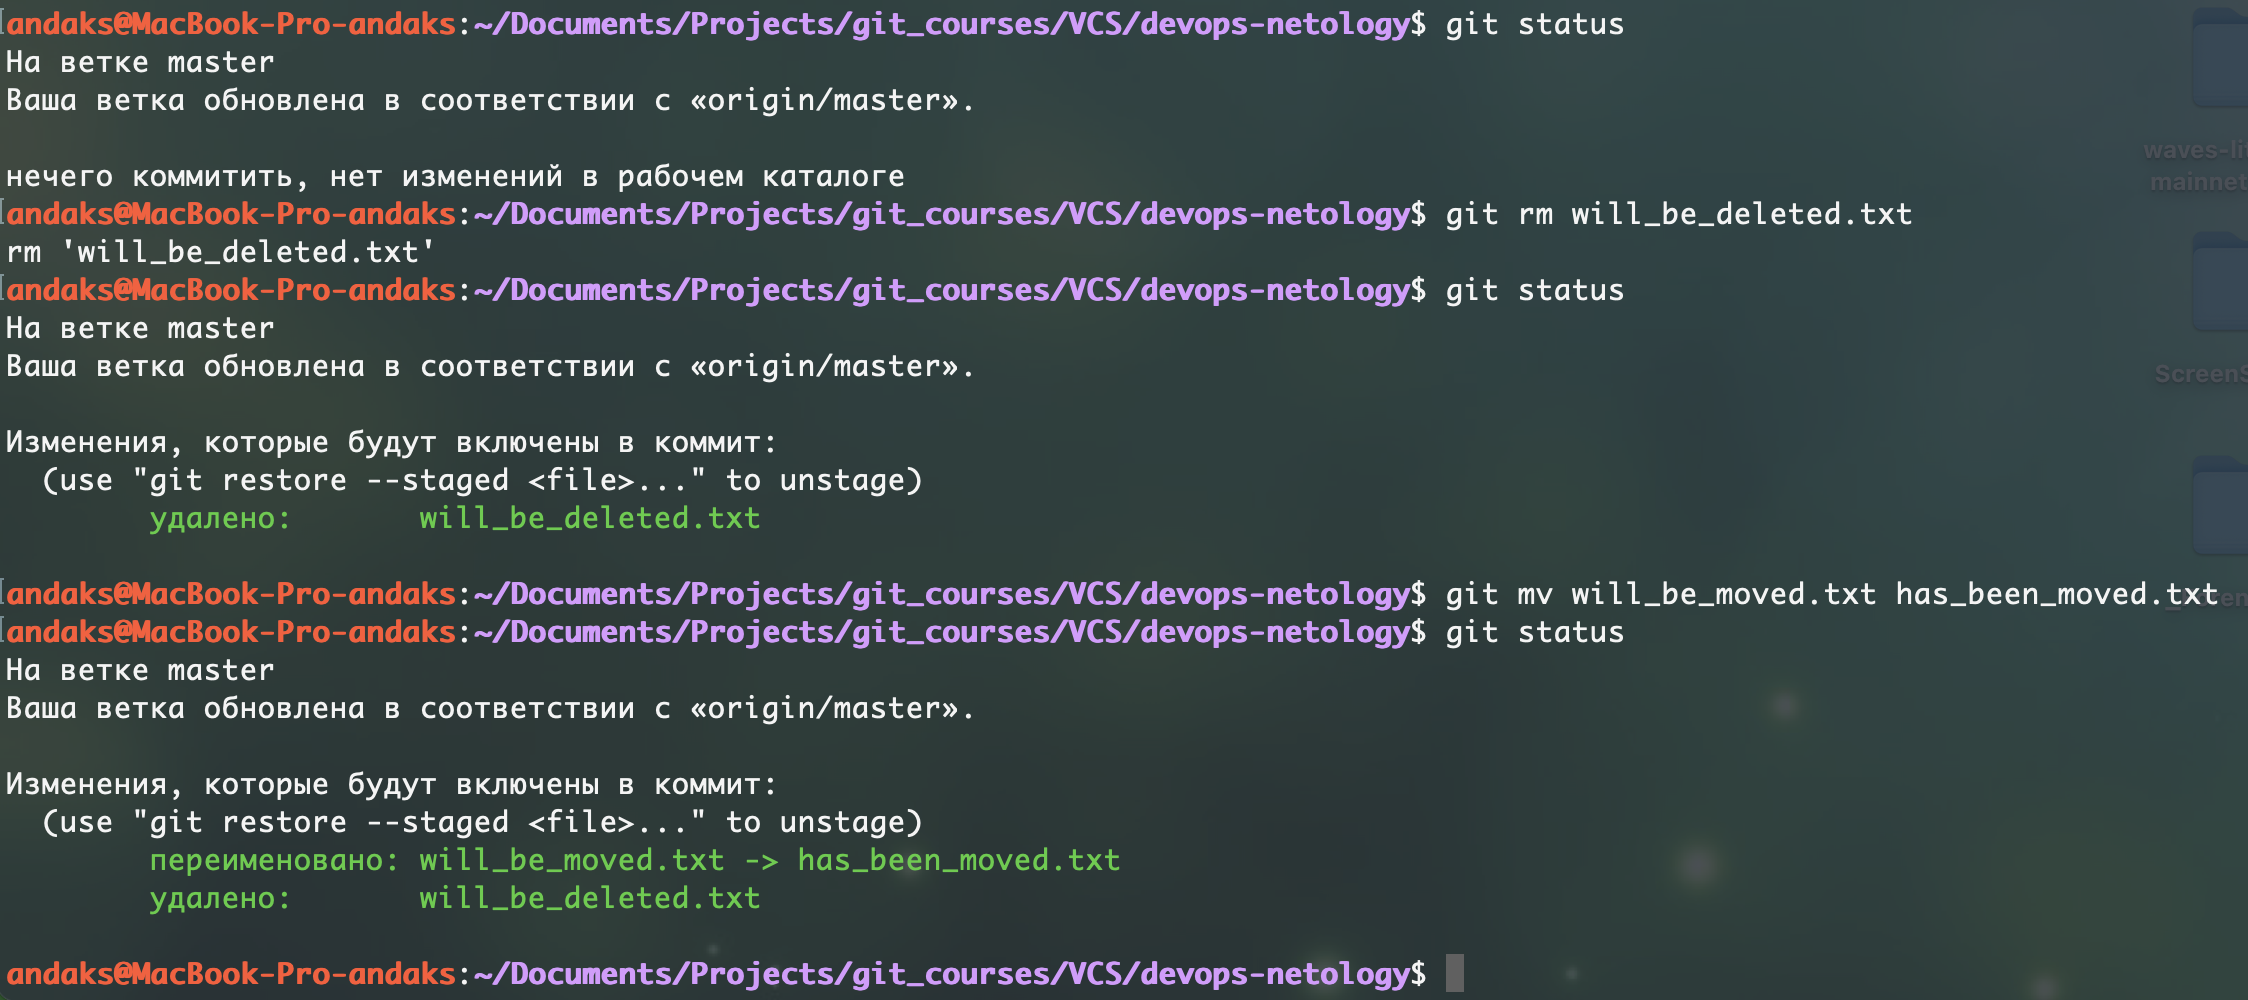 andaks@MacBook-Pro-andaks:~/Documents/Projects/git_courses/VCS/devops-netology$ git status
На ветке master
Ваша ветка обновлена в соответствии с «origin/master».
нечего коммитить, нет изменений в рабочем каталоге
andaks@MacBook-Pro-andaks:~/Documents/Projects/git_courses/VCS/devops-netology$ git rm will_be_deleted.txt
rm 'will_be_deleted.txt'
andaks@MacBook-Pro-andaks:~/Documents/Projects/git_courses/VCS/devops-netology$ git status
На ветке master
Ваша ветка обновлена в соответствии с «origin/master».
Изменения, которые будут включены в коммит:
  (use "git restore --staged <file>..." to unstage)
        удалено:       will_be_deleted.txt
andaks@MacBook-Pro-andaks:~/Documents/Projects/git_courses/VCS/devops-netology$ git mv will_be_moved.txt has_been_moved.txt
andaks@MacBook-Pro-andaks:~/Documents/Projects/git_courses/VCS/devops-netology$ git status
На ветке master
Ваша ветка обновлена в соответствии с «origin/master».
Изменения, которые будут включены в коммит:
  (use "git restore --staged <file>..." to unstage)
        переименовано: will_be_moved.txt -> has_been_moved.txt
        удалено:       will_be_deleted.txt
andaks@MacBook-Pro-andaks:~/Documents/Projects/git_courses/VCS/devops-netology$
waves-lit
mainnet
ScreenS